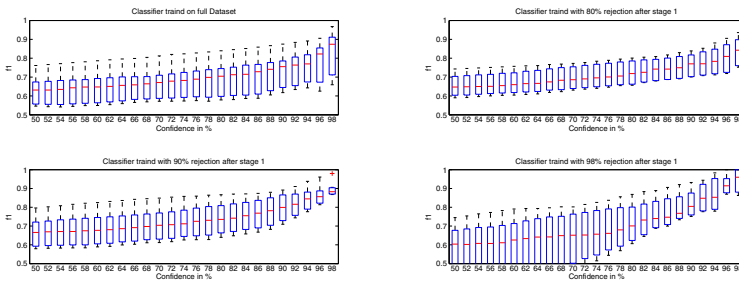 Classifier traind on full Dataset
1
0.9
0.8
0.7
0.6
0.5
f1
50 52 54 56 58 60 62 64 66 68 70 72 74 76 78 80 82 84 86 88 90 92 94 96 98
Confidence in %
Classifier traind with 80% rejection after stage 1
1
0.9
0.8
0.7
0.6
0.5
f1
50 52 54 56 58 60 62 64 66 68 70 72 74 76 78 80 82 84 86 88 90 92 94 96
Confidence in %
Classifier traind with 90% rejection after stage 1
1
0.9
0.8
0.7
0.6
0.5
f1
50 52 54 56 58 60 62 64 66 68 70 72 74 76 78 80 82 84 86 88 90 92 94 96 98
Confidence in %
Classifier traind with 98% rejection after stage 1
1
0.9
0.8
0.7
0.6
0.5
f1
50 52 54 56 58 60 62 64 66 68 70 72 74 76 78 80 82 84 86 88 90 92 94 96
Confidence in %